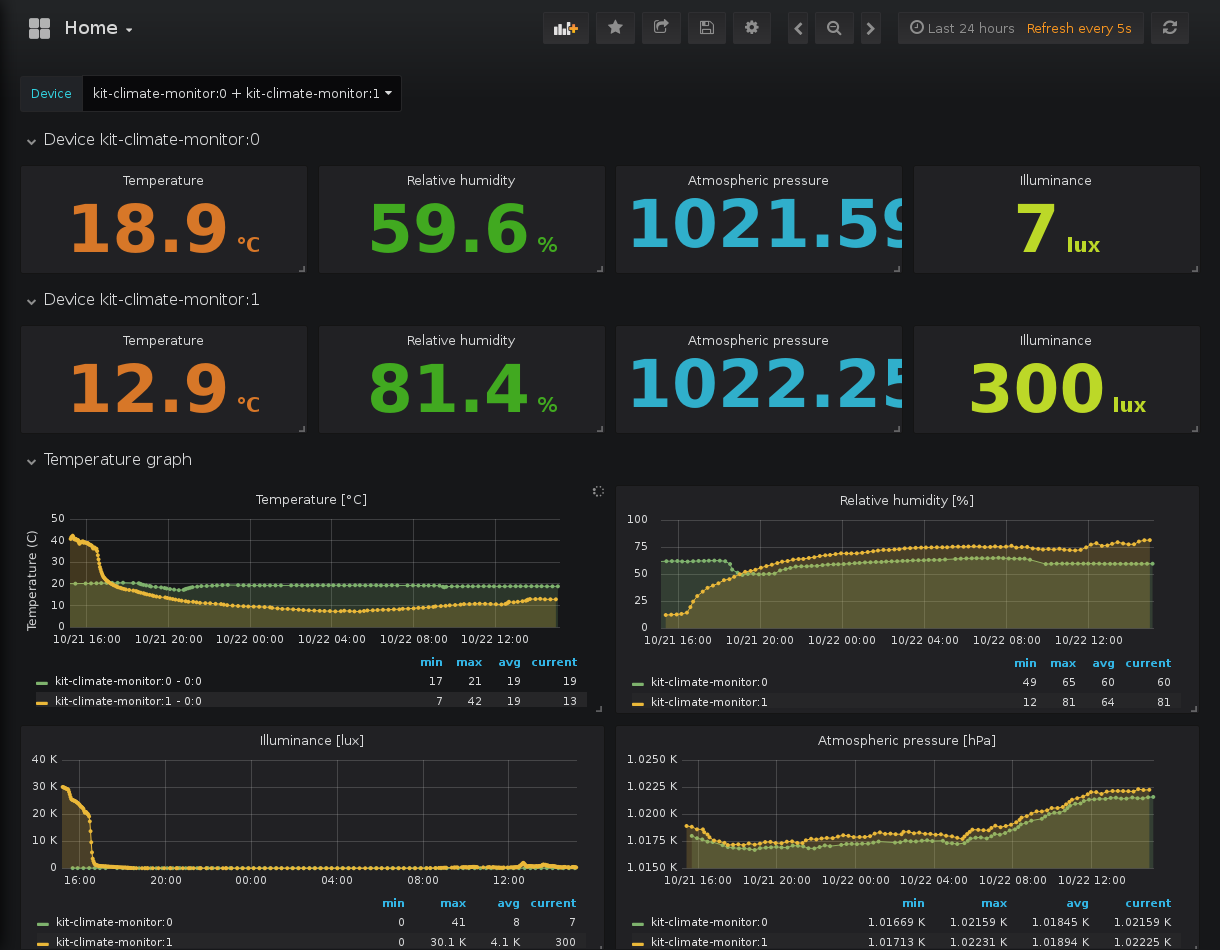 Home
Last 24 hours Refresh every 5s
Device kit-climate-monitor:0 + kit-climate-monitor:1
Device kit-climate-monitor:0
Temperature Relative humidity Atmospheric pressure Illuminance
18.9 °C 59.6 % 1021.59 7 lux
Device kit-climate-monitor:1
Temperature Relative humidity Atmospheric pressure Illuminance
12.9 °C 81.4 % 1022.25 300 lux
Temperature graph
Temperature [°C]
Temperature (C)
50
40
30
20
10
0
10/21 16:00 10/21 20:00 10/22 00:00 10/22 04:00 10/22 08:00 10/22 12:00
min max avg current
kit-climate-monitor:0 - 0:0 17 21 19 19
kit-climate-monitor:1 - 0:0 7 42 19 13
Relative humidity [%]
100
75
50
25
0
10/21 16:00 10/21 20:00 10/22 00:00 10/22 04:00 10/22 08:00 10/22 12:00
min max avg current
kit-climate-monitor:0 49 65 60 60
kit-climate-monitor:1 12 81 64 81
Illuminance [lux]
40 K
30 K
20 K
10 K
0
16:00 20:00 00:00 04:00 08:00 12:00
min max avg current
kit-climate-monitor:0 0 41 8 7
kit-climate-monitor:1 0 30.1 K 4.1 K 300
Atmospheric pressure [hPa]
1.0250 K
1.0225 K
1.0200 K
1.0175 K
1.0150 K
10/21 16:00 10/21 20:00 10/22 00:00 10/22 04:00 10/22 08:00 10/22 12:00
min max avg current
kit-climate-monitor:0 1.01669 K 1.02159 K 1.01845 K 1.02159 K
kit-climate-monitor:1 1.01713 K 1.02231 K 1.01894 K 1.02225 K